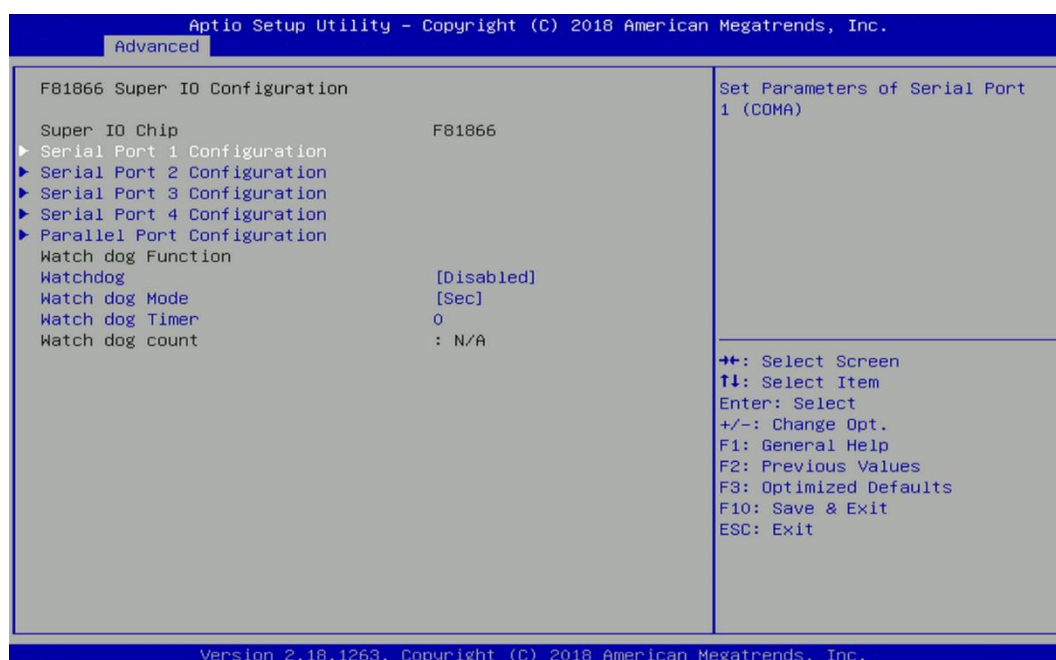 Aptio Setup Utility – Copyright (C) 2018 American Megatrends, Inc.
Advanced
F81866 Super IO Configuration
Super IO Chip F81866
▶ Serial Port 1 Configuration
▶ Serial Port 2 Configuration
▶ Serial Port 3 Configuration
▶ Serial Port 4 Configuration
▶ Parallel Port Configuration
Watch dog Function
Watchdog [Disabled]
Watch dog Mode [Sec]
Watch dog Timer 0
Watch dog count : N/A
Set Parameters of Serial Port
1 (COMA)
→←: Select Screen
↑↓: Select Item
Enter: Select
+/-: Change Opt.
F1: General Help
F2: Previous Values
F3: Optimized Defaults
F10: Save & Exit
ESC: Exit
Version 2.18.1263. Copyright (C) 2018 American Megatrends, Inc.